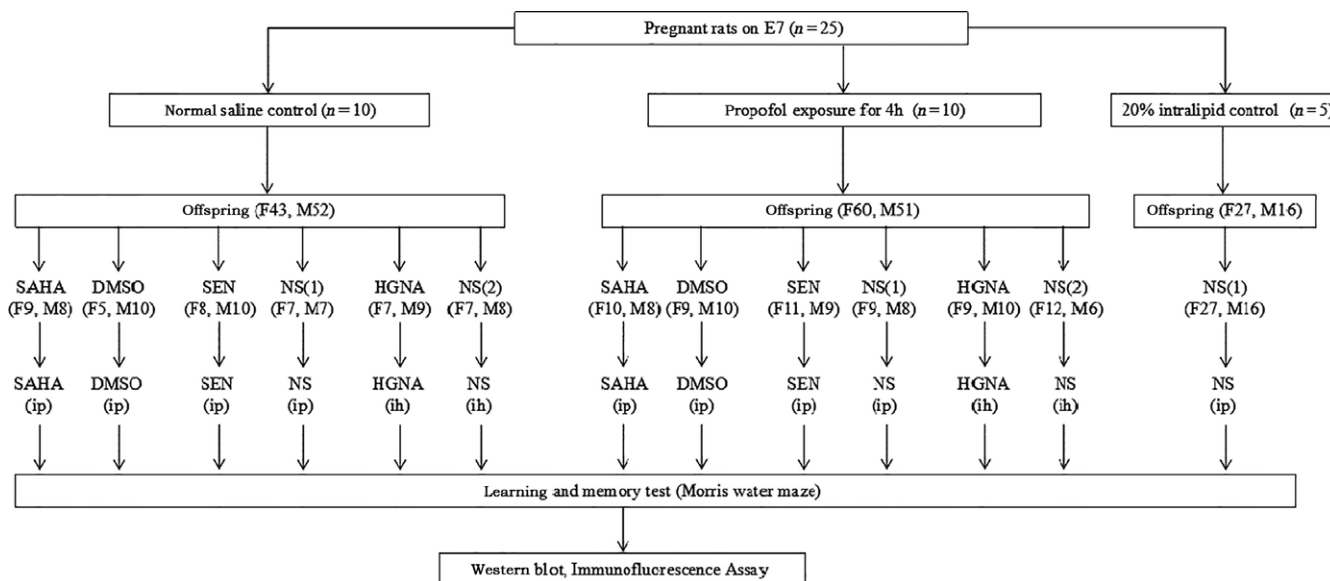 Pregnant rats on E7 (n=25)
Normal saline control (n=10)
Propofol exposure for 4h (n=10)
20% intralipid control (n=5)
Offspring (F43, M52)
Offspring (F60, M51)
Offspring (F27, M16)
SAHA
(F9, M8)
DMSO
(F5, M10)
SEN
(F8, M10)
NS(1)
(F7, M7)
HGNA
(F7, M9)
NS(2)
(F7, M8)
SAHA
(F10, M8)
DMSO
(F9, M10)
SEN
(F11, M9)
NS(1)
(F9, M8)
HGNA
(F9, M10)
NS(2)
(F12, M6)
NS(1)
(F27, M16)
SAHA
(ip)
DMSO
(ip)
SEN
(ip)
NS
(ip)
HGNA
(ih)
NS
(ih)
SAHA
(ip)
DMSO
(ip)
SEN
(ip)
NS
(ip)
HGNA
(ih)
NS
(ih)
NS
(ip)
Learning and memory test (Morris water maze)
Western blot, Immunofluorescence Assay